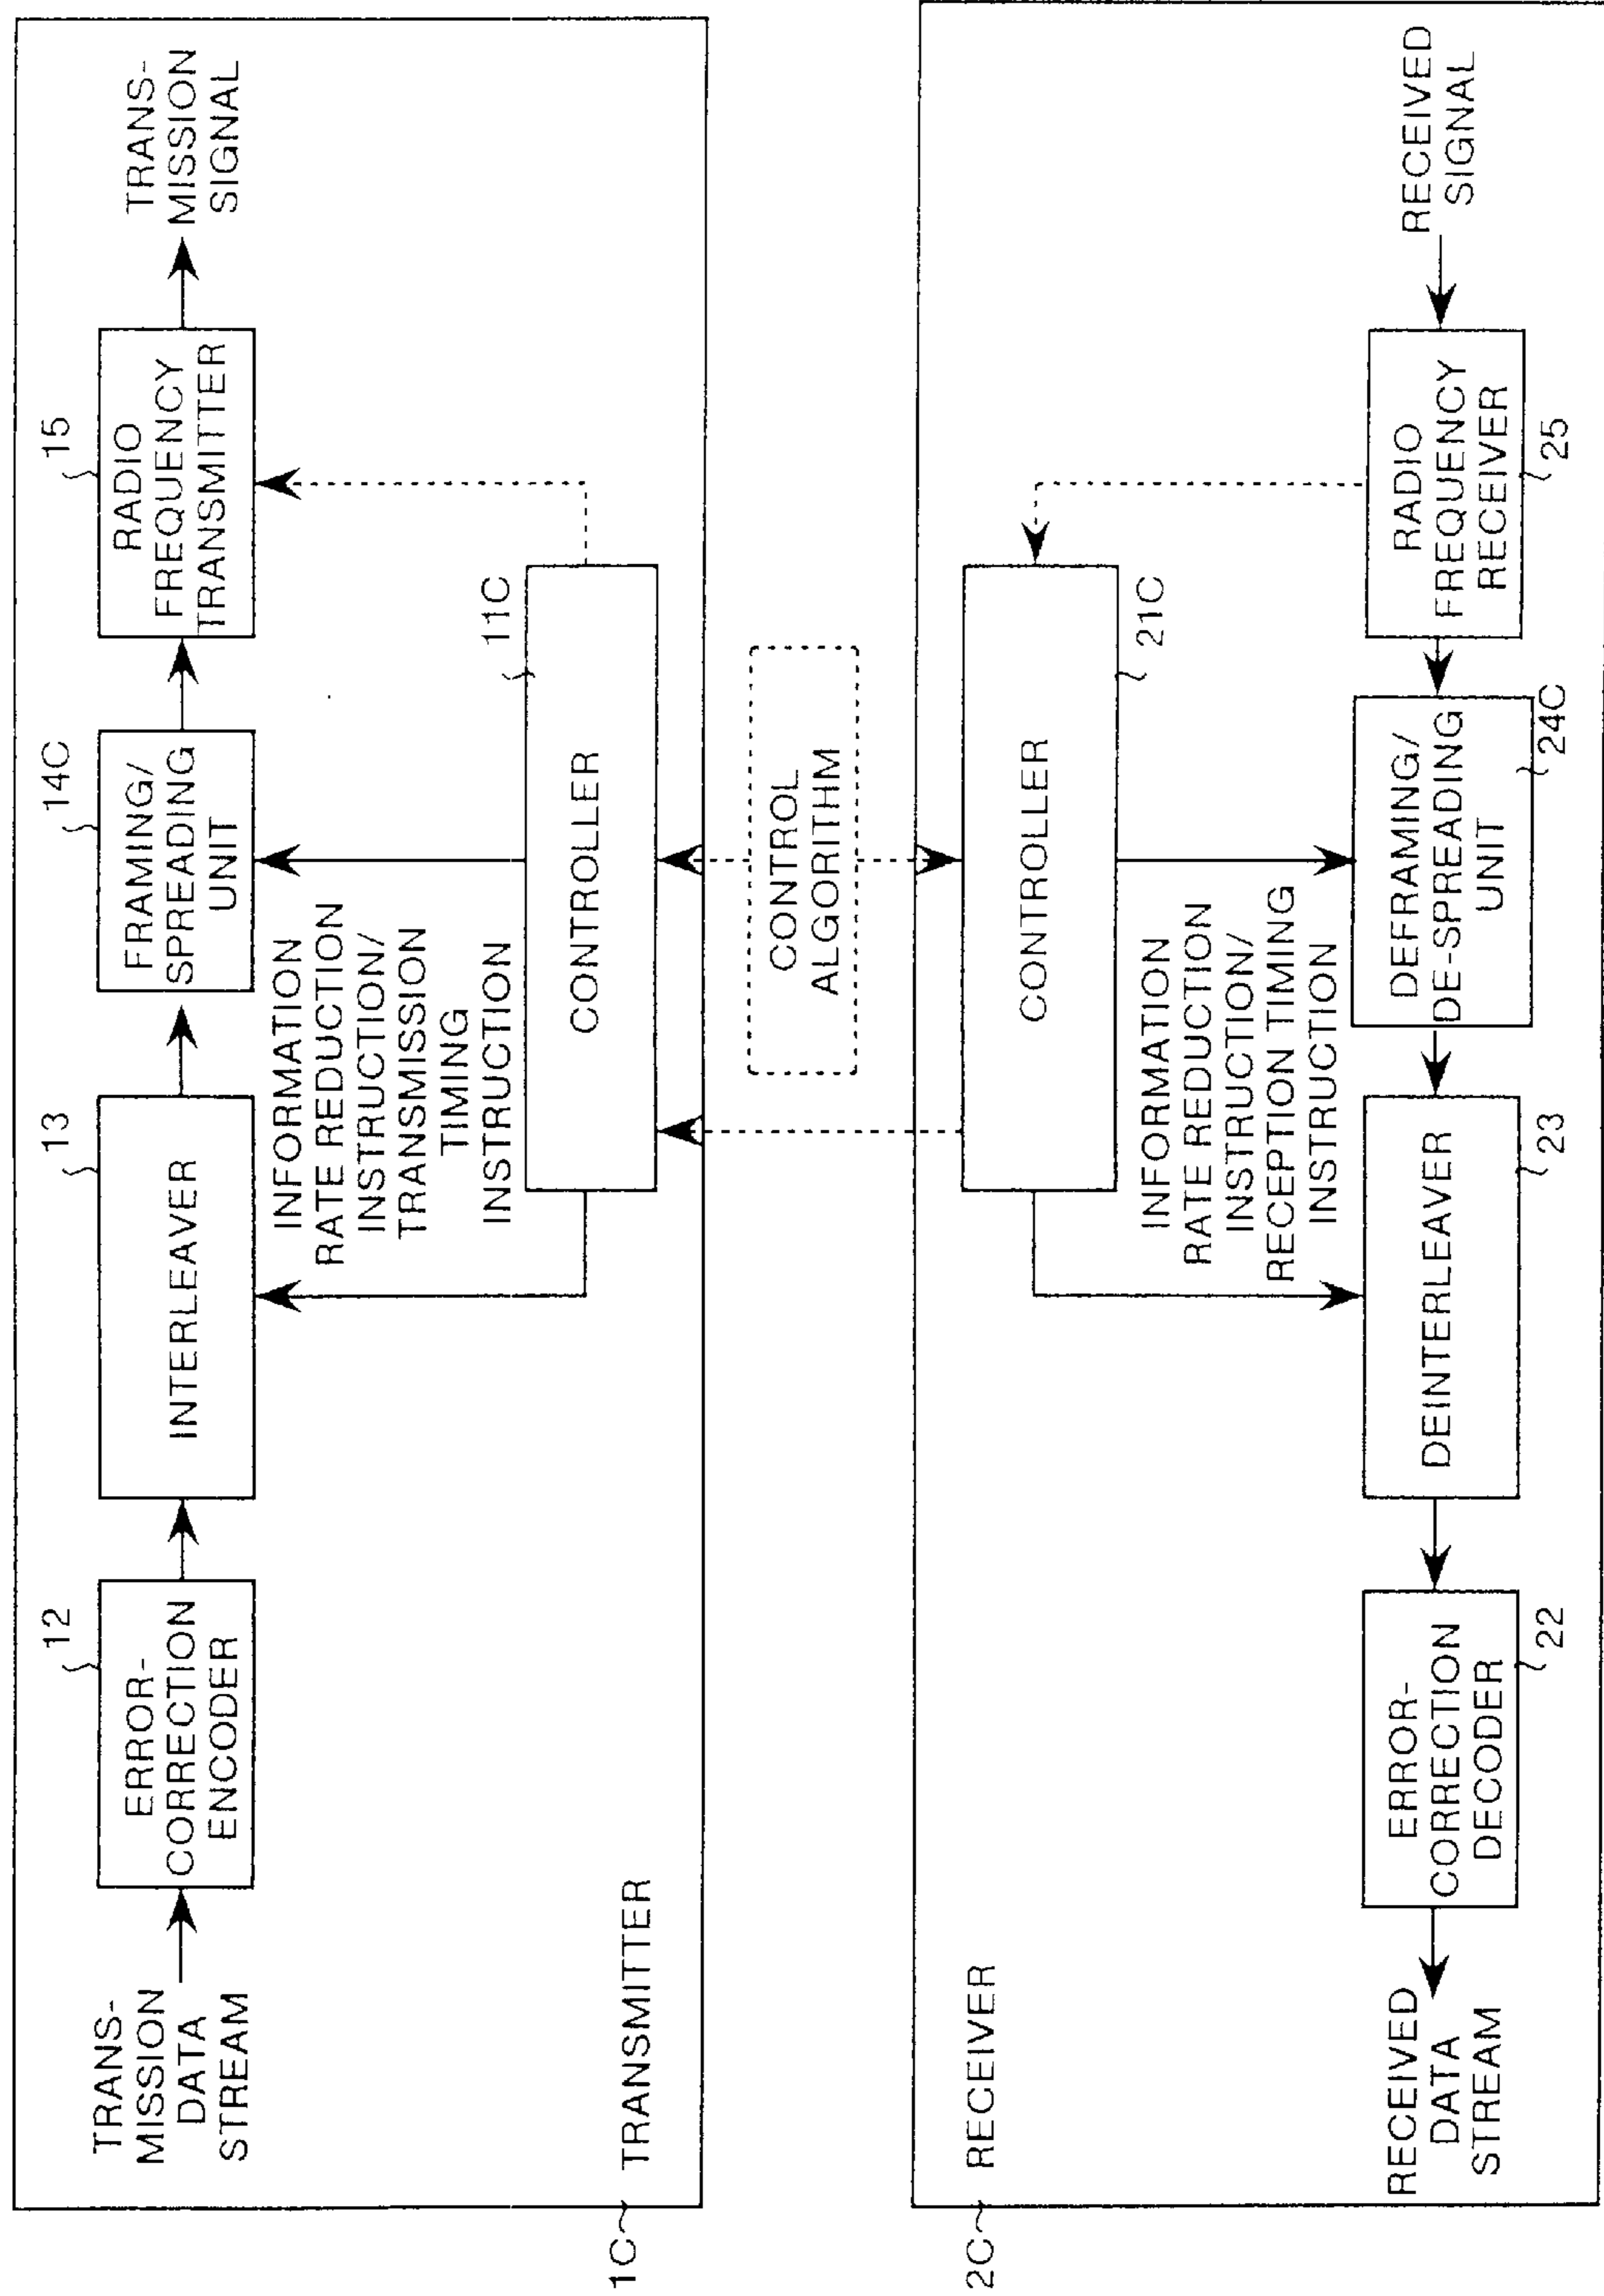 TRANS-
MISSION
DATA
STREAM
12
ERROR-
CORRECTION
ENCODER
13
INTERLEAVER
14C
FRAMING/
SPREADING
UNIT
15
RADIO
FREQUENCY
TRANSMITTER
TRANS-
MISSION
SIGNAL
INFORMATION
RATE REDUCTION
INSTRUCTION/
TRANSMISSION
TIMING
INSTRUCTION
11C
CONTROLLER
1C
TRANSMITTER
CONTROL
ALGORITHM
2C
RECEIVER
CONTROLLER
21C
INFORMATION
RATE REDUCTION
INSTRUCTION/
RECEPTION TIMING
INSTRUCTION
RECEIVED
DATA
STREAM
ERROR-
CORRECTION
DECODER
22
DEINTERLEAVER
23
DEFRAMING/
DE-SPREADING
UNIT
24C
RADIO
FREQUENCY
RECEIVER
25
RECEIVED
SIGNAL